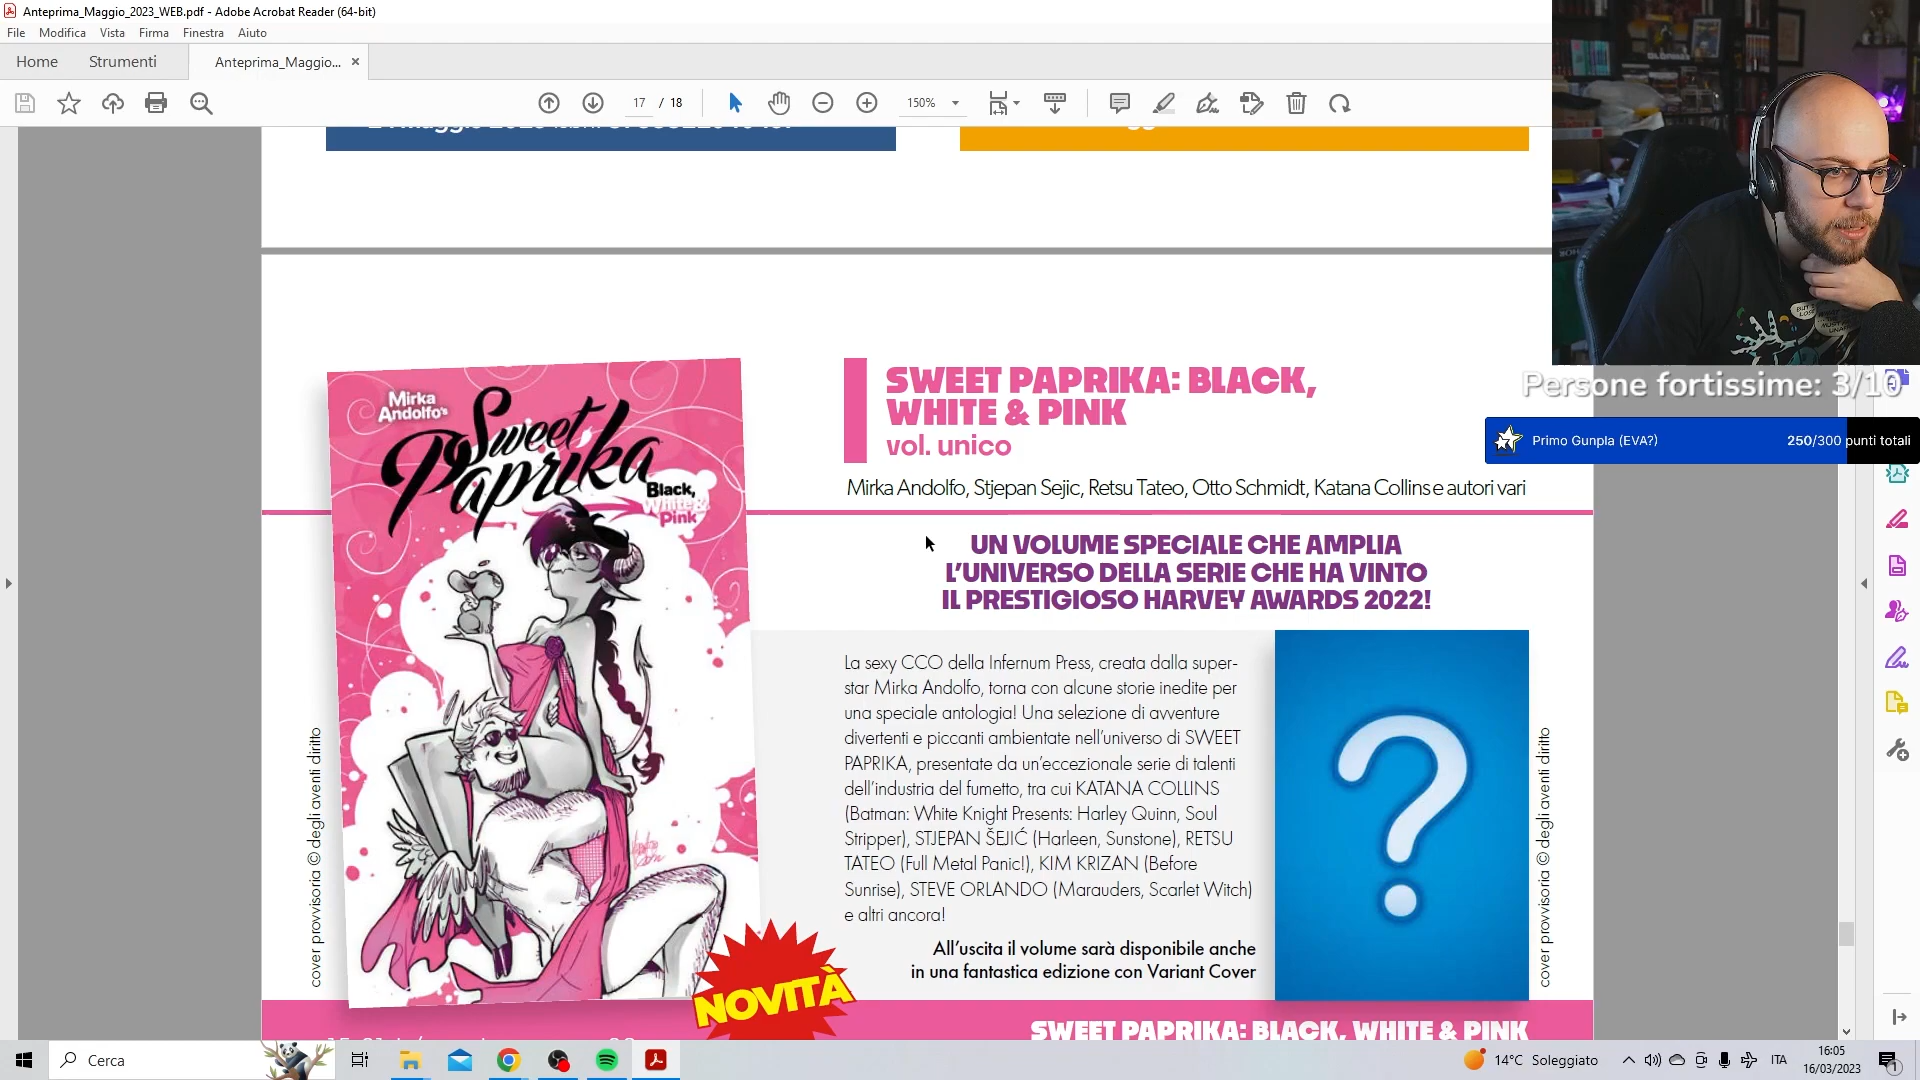 Anteprima_Maggio_2023_WEB.pdf - Adobe Acrobat Reader (64-bit)
File Modifica Vista Firma Finestra Aiuto
Home Strumenti Anteprima_Maggio... ×
17 / 18 150%
Persone fortissime: 3/10
Primo Gunpla (EVA?) 250/300 punti totali
Mirka
Andolfo's
Sweet
Paprika
Black,
White &
Pink
SWEET PAPRIKA: BLACK,
WHITE & PINK
vol. unico
Mirka Andolfo, Stjepan Sejic, Retsu Tateo, Otto Schmidt, Katana Collins e autori vari
UN VOLUME SPECIALE CHE AMPLIA
L'UNIVERSO DELLA SERIE CHE HA VINTO
IL PRESTIGIOSO HARVEY AWARDS 2022!
La sexy CCO della Infernum Press, creata dalla super-
star Mirka Andolfo, torna con alcune storie inedite per
una speciale antologia! Una selezione di avventure
divertenti e piccanti ambientate nell'universo di SWEET
PAPRIKA, presentate da un'eccezionale serie di talenti
dell'industria del fumetto, tra cui KATANA COLLINS
(Batman: White Knight Presents: Harley Quinn, Soul
Stripper), STJEPAN ŠEJIĆ (Harleen, Sunstone), RETSU
TATEO (Full Metal Panic!), KIM KRIZAN (Before
Sunrise), STEVE ORLANDO (Marauders, Scarlet Witch)
e altri ancora!
All'uscita il volume sarà disponibile anche
in una fantastica edizione con Variant Cover
?
cover provvisoria © degli aventi diritto
cover provvisoria © degli aventi diritto
NOVITÀ
SWEET PAPRIKA: BLACK, WHITE & PINK
Cerca
14°C Soleggiato
ITA
16:05
16/03/2023
1